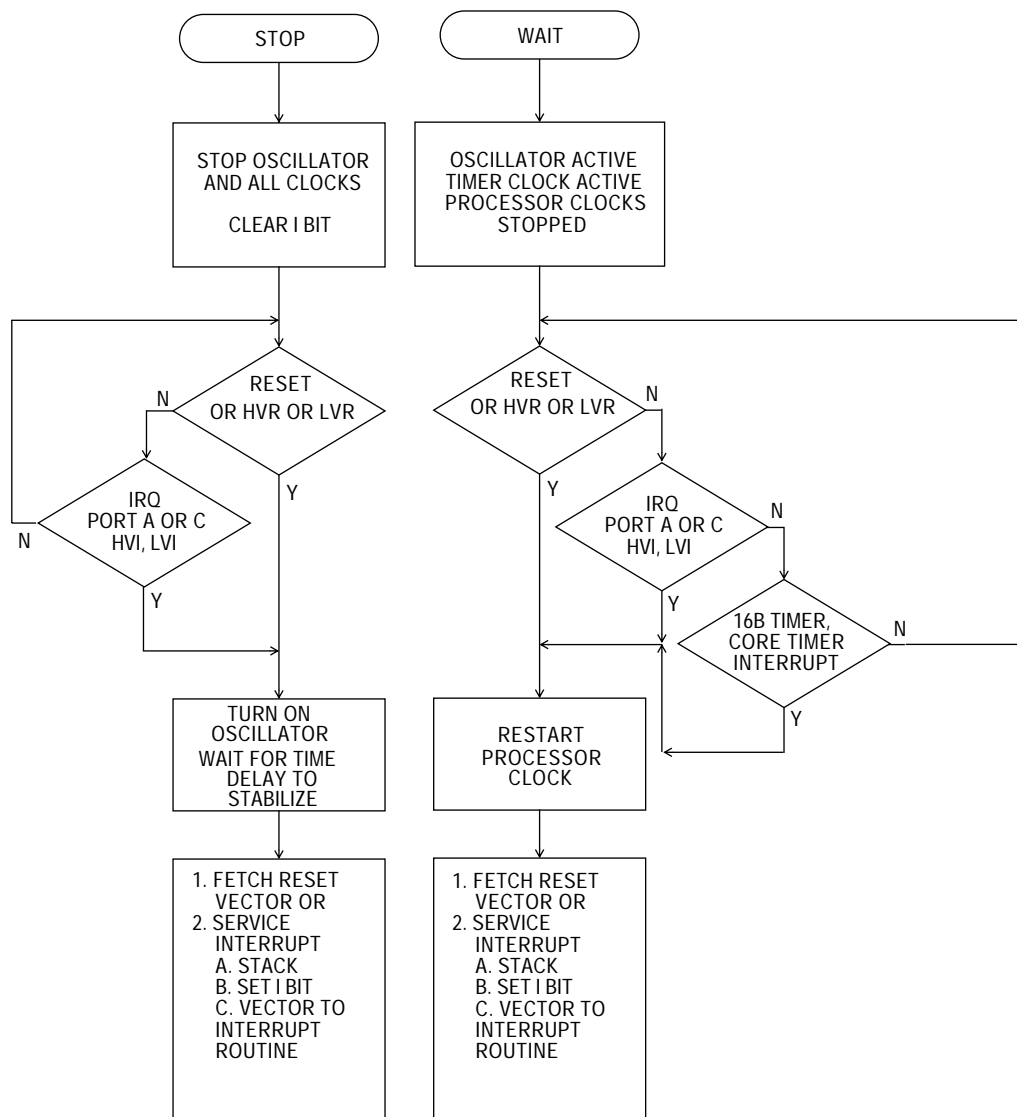 STOP
STOP OSCILLATOR
AND ALL CLOCKS
CLEAR I BIT
RESET
OR HVR OR LVR
N
Y
IRQ
PORT A OR C
HVI, LVI
N
Y
TURN ON
OSCILLATOR
WAIT FOR TIME
DELAY TO
STABILIZE
1. FETCH RESET
VECTOR OR
2. SERVICE
INTERRUPT
A. STACK
B. SET I BIT
C. VECTOR TO
INTERRUPT
ROUTINE
WAIT
OSCILLATOR ACTIVE
TIMER CLOCK ACTIVE
PROCESSOR CLOCKS
STOPPED
RESET
OR HVR OR LVR
N
Y
IRQ
PORT A OR C
HVI, LVI
N
Y
16B TIMER,
CORE TIMER
INTERRUPT
N
Y
RESTART
PROCESSOR
CLOCK
1. FETCH RESET
VECTOR OR
2. SERVICE
INTERRUPT
A. STACK
B. SET I BIT
C. VECTOR TO
INTERRUPT
ROUTINE